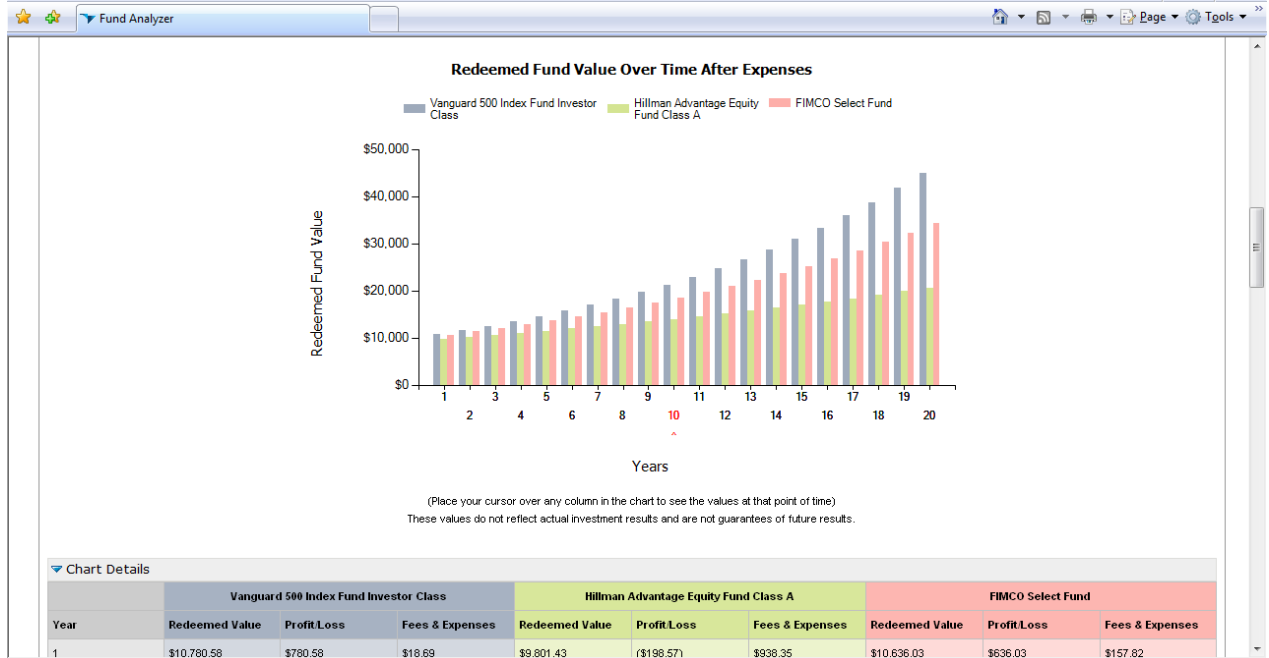 Fund Analyzer
Page
Tools
»
Redeemed Fund Value Over Time After Expenses
Vanguard 500 Index Fund Investor Class
Hillman Advantage Equity Fund Class A
FIMCO Select Fund
$50,000
$40,000
$30,000
$20,000
$10,000
$0
Redeemed Fund Value
1 3 5 7 9 11 13 15 17 19
2 4 6 8 10 12 14 16 18 20
^
Years
(Place your cursor over any column in the chart to see the values at that point of time)
These values do not reflect actual investment results and are not guarantees of future results.
Chart Details
Vanguard 500 Index Fund Investor Class Hillman Advantage Equity Fund Class A FIMCO Select Fund
Year Redeemed Value Profit/Loss Fees & Expenses Redeemed Value Profit/Loss Fees & Expenses Redeemed Value Profit/Loss Fees & Expenses
1 $10,780.58 $780.58 $18.69 $9,801.43 ($198.57) $938.35 $10,636.03 $636.03 $157.82